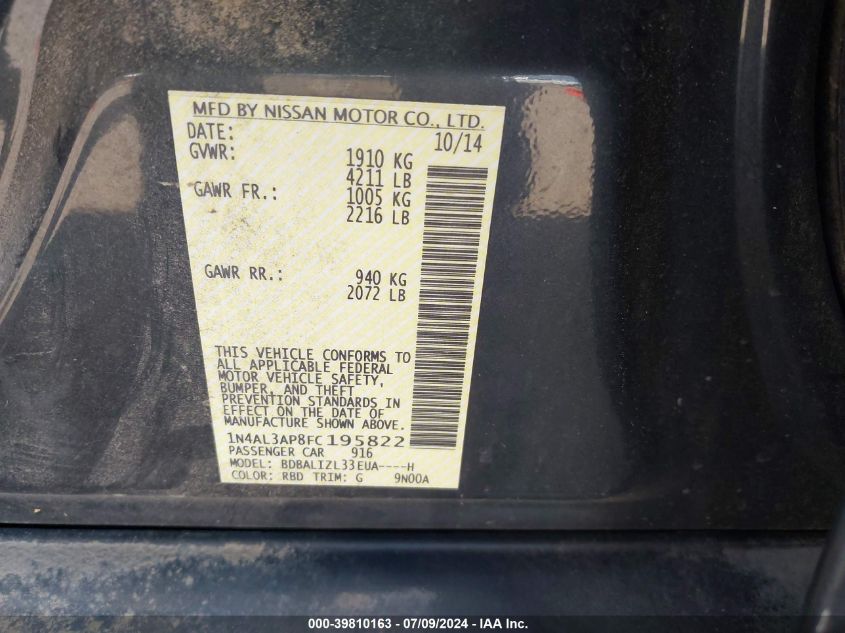 MFD BY NISSAN MOTOR CO., LTD.
DATE: 10/14
GVWR: 1910 KG
4211 LB
GAWR FR.: 1005 KG
2216 LB
GAWR RR.: 940 KG
2072 LB
THIS VEHICLE CONFORMS TO
ALL APPLICABLE FEDERAL
MOTOR VEHICLE SAFETY,
BUMPER, AND THEFT
PREVENTION STANDARDS IN
EFFECT ON THE DATE OF
MANUFACTURE SHOWN ABOVE.
1N4AL3AP8FC195822
PASSENGER CAR 916
MODEL: BDBALIZL33EUA----H
COLOR: RBD TRIM: G 9N00A
000-39810163 - 07/09/2024 - IAA Inc.